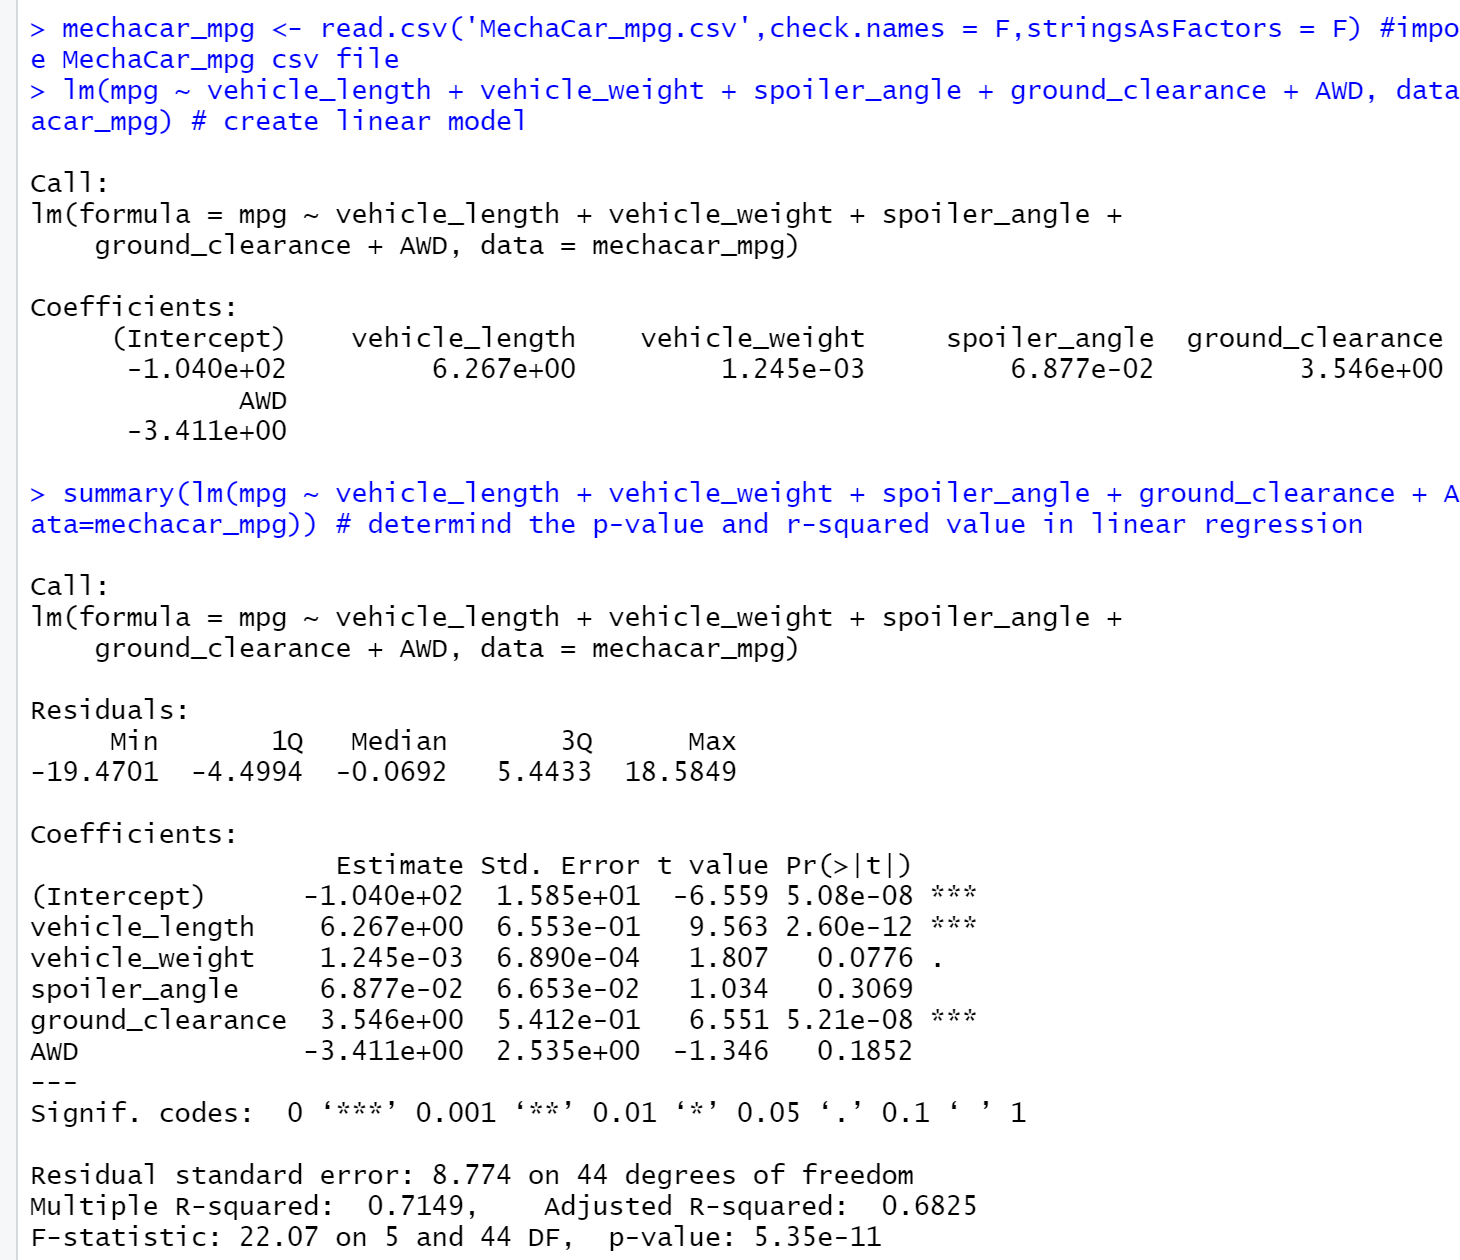 > mechacar_mpg <- read.csv('MechaCar_mpg.csv',check.names = F,stringsAsFactors = F) #impo
e MechaCar_mpg csv file
> lm(mpg ~ vehicle_length + vehicle_weight + spoiler_angle + ground_clearance + AWD, data
acar_mpg) # create linear model
Call:
lm(formula = mpg ~ vehicle_length + vehicle_weight + spoiler_angle +
    ground_clearance + AWD, data = mechacar_mpg)
Coefficients:
     (Intercept)    vehicle_length    vehicle_weight     spoiler_angle  ground_clearance
      -1.040e+02         6.267e+00         1.245e-03         6.877e-02         3.546e+00
             AWD
      -3.411e+00
> summary(lm(mpg ~ vehicle_length + vehicle_weight + spoiler_angle + ground_clearance + A
ata=mechacar_mpg)) # determind the p-value and r-squared value in linear regression
Call:
lm(formula = mpg ~ vehicle_length + vehicle_weight + spoiler_angle +
    ground_clearance + AWD, data = mechacar_mpg)
Residuals:
     Min       1Q   Median       3Q      Max
-19.4701  -4.4994  -0.0692   5.4433  18.5849
Coefficients:
                   Estimate Std. Error t value Pr(>|t|)
(Intercept)      -1.040e+02  1.585e+01  -6.559 5.08e-08 ***
vehicle_length    6.267e+00  6.553e-01   9.563 2.60e-12 ***
vehicle_weight    1.245e-03  6.890e-04   1.807   0.0776 .
spoiler_angle     6.877e-02  6.653e-02   1.034   0.3069
ground_clearance  3.546e+00  5.412e-01   6.551 5.21e-08 ***
AWD              -3.411e+00  2.535e+00  -1.346   0.1852
---
Signif. codes:  0 ‘***’ 0.001 ‘**’ 0.01 ‘*’ 0.05 ‘.’ 0.1 ‘ ’ 1
Residual standard error: 8.774 on 44 degrees of freedom
Multiple R-squared:  0.7149,    Adjusted R-squared:  0.6825
F-statistic: 22.07 on 5 and 44 DF,  p-value: 5.35e-11